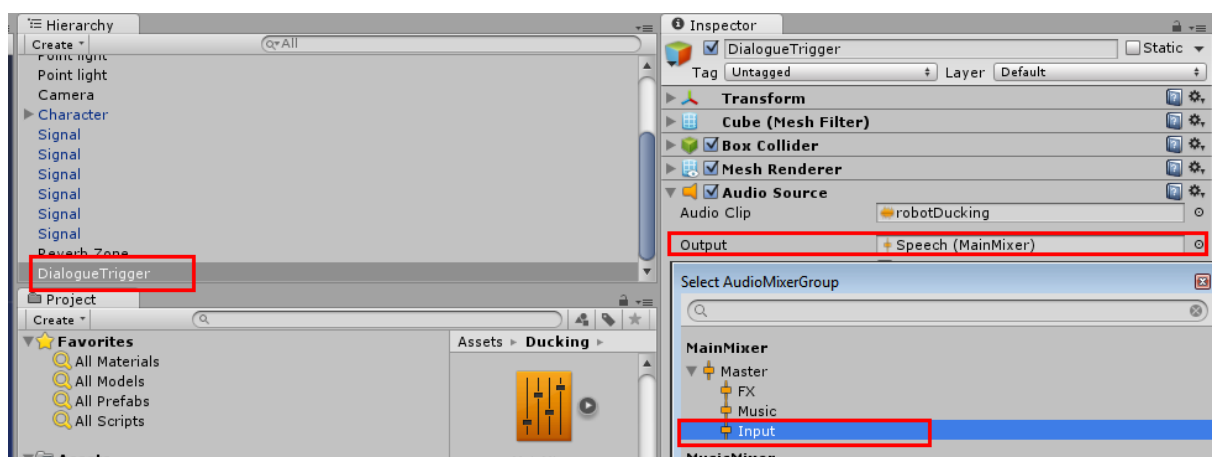 Hierarchy
Create
All
Point light
Point light
Camera
Character
Signal
Signal
Signal
Signal
Signal
Signal
Reverb Zone
DialogueTrigger
Project
Create
Favorites
All Materials
All Models
All Prefabs
All Scripts
Assets ▸ Ducking ▸
Inspector
DialogueTrigger
Static
Tag Untagged Layer Default
Transform
Cube (Mesh Filter)
Box Collider
Mesh Renderer
Audio Source
Audio Clip robotDucking
Output Speech (MainMixer)
Select AudioMixerGroup
MainMixer
Master
FX
Music
Input
MusicMixer